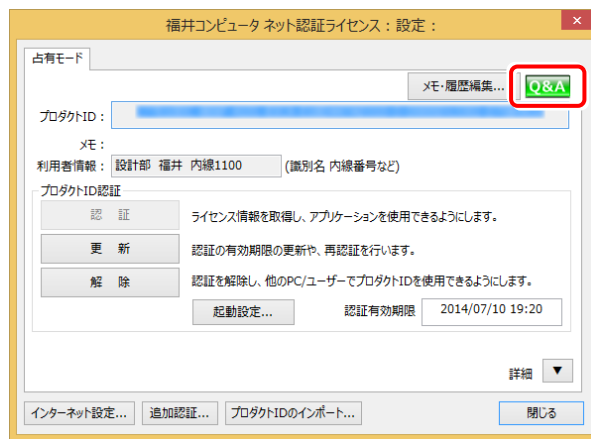 福井コンピュータ ネット認証ライセンス : 設定 :
占有モード
メモ・履歴編集...
Q&A
プロダクトID :
メモ :
利用者情報 : 設計部 福井 内線1100 (識別名 内線番号など)
プロダクトID認証
認 証 ライセンス情報を取得し、アプリケーションを使用できるようにします。
更 新 認証の有効期限の更新や、再認証を行います。
解 除 認証を解除し、他のPC/ユーザーでプロダクトIDを使用できるようにします。
起動設定... 認証有効期限 2014/07/10 19:20
詳細 ▼
インターネット設定... 追加認証... プロダクトIDのインポート... 閉じる